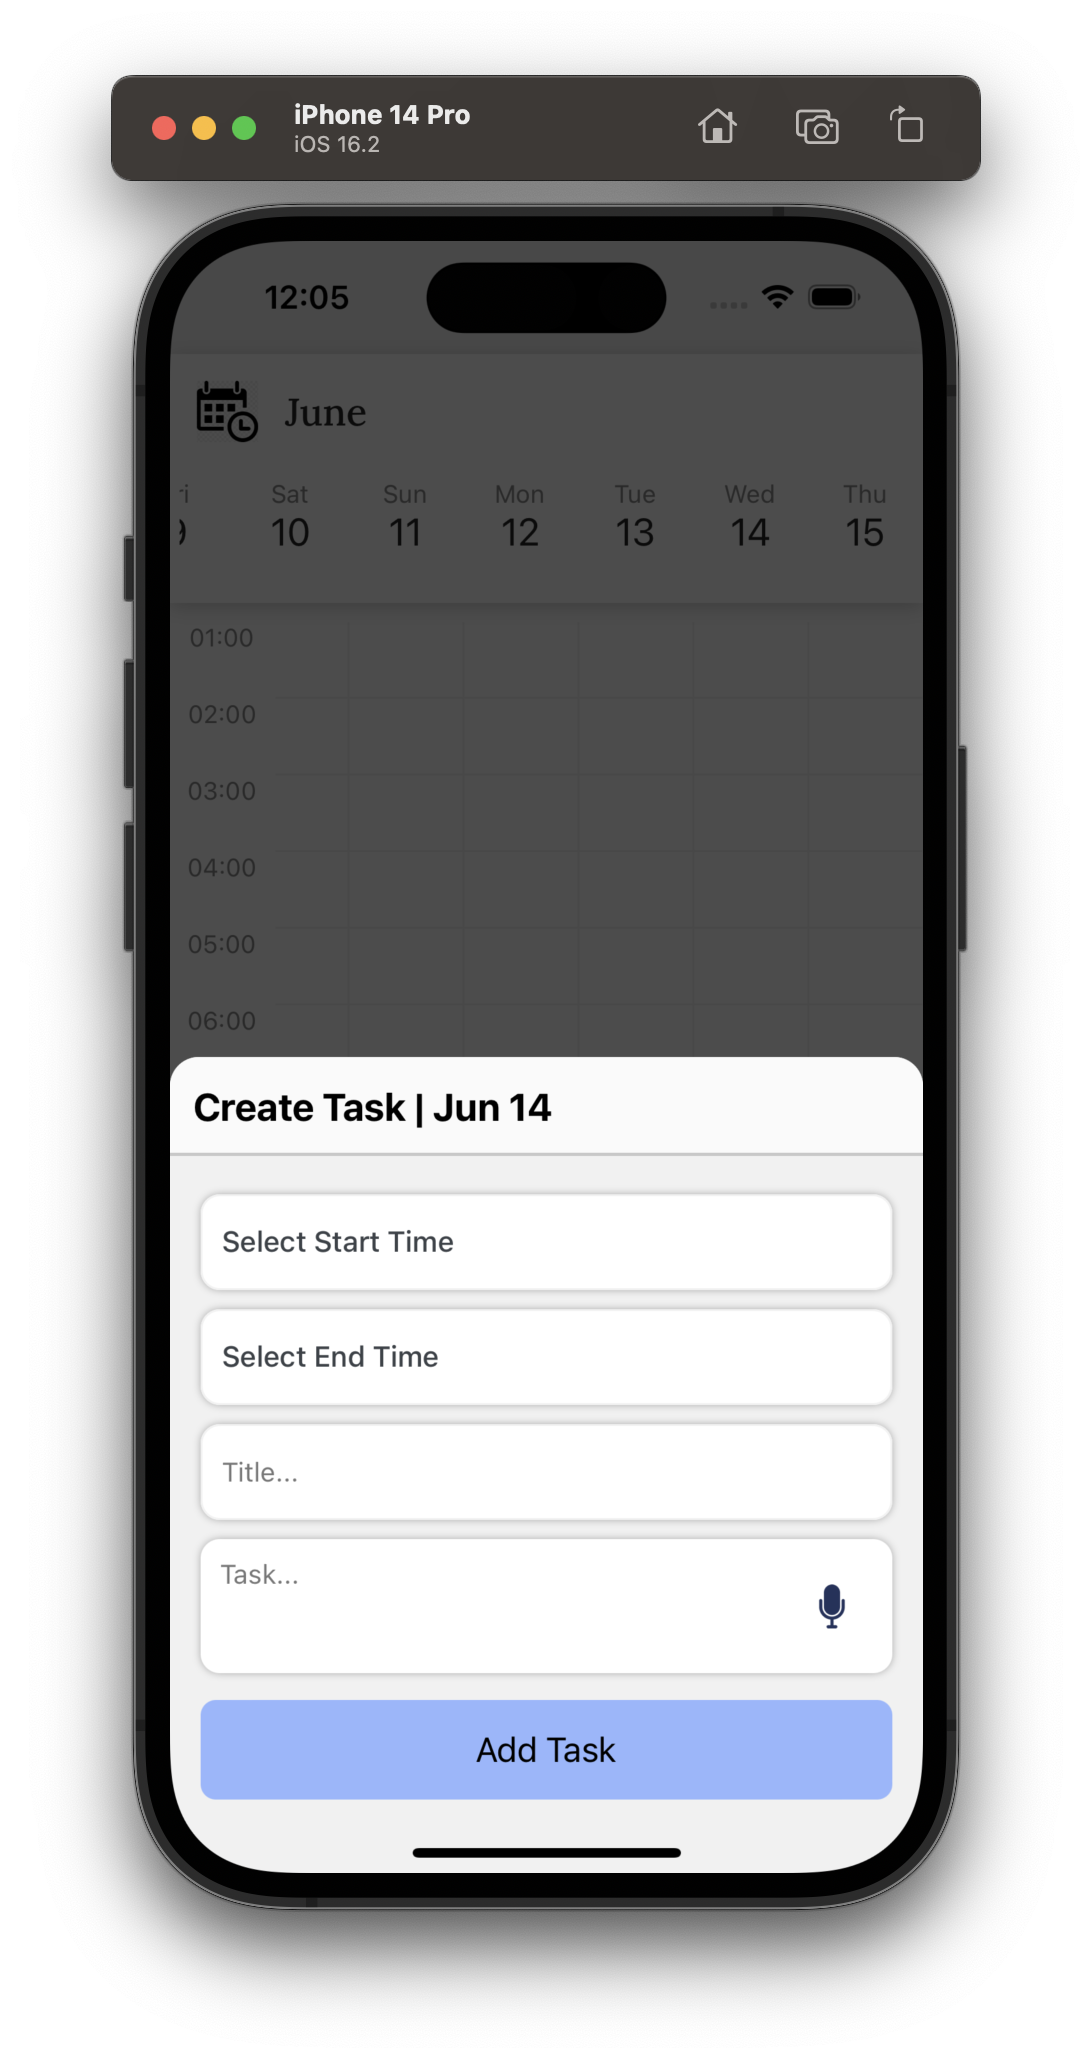 iPhone 14 Pro
iOS 16.2
12:05
June
ri Sat Sun Mon Tue Wed Thu
9 10 11 12 13 14 15
01:00
02:00
03:00
04:00
05:00
06:00
Create Task | Jun 14
Select Start Time
Select End Time
Title...
Task...
Add Task